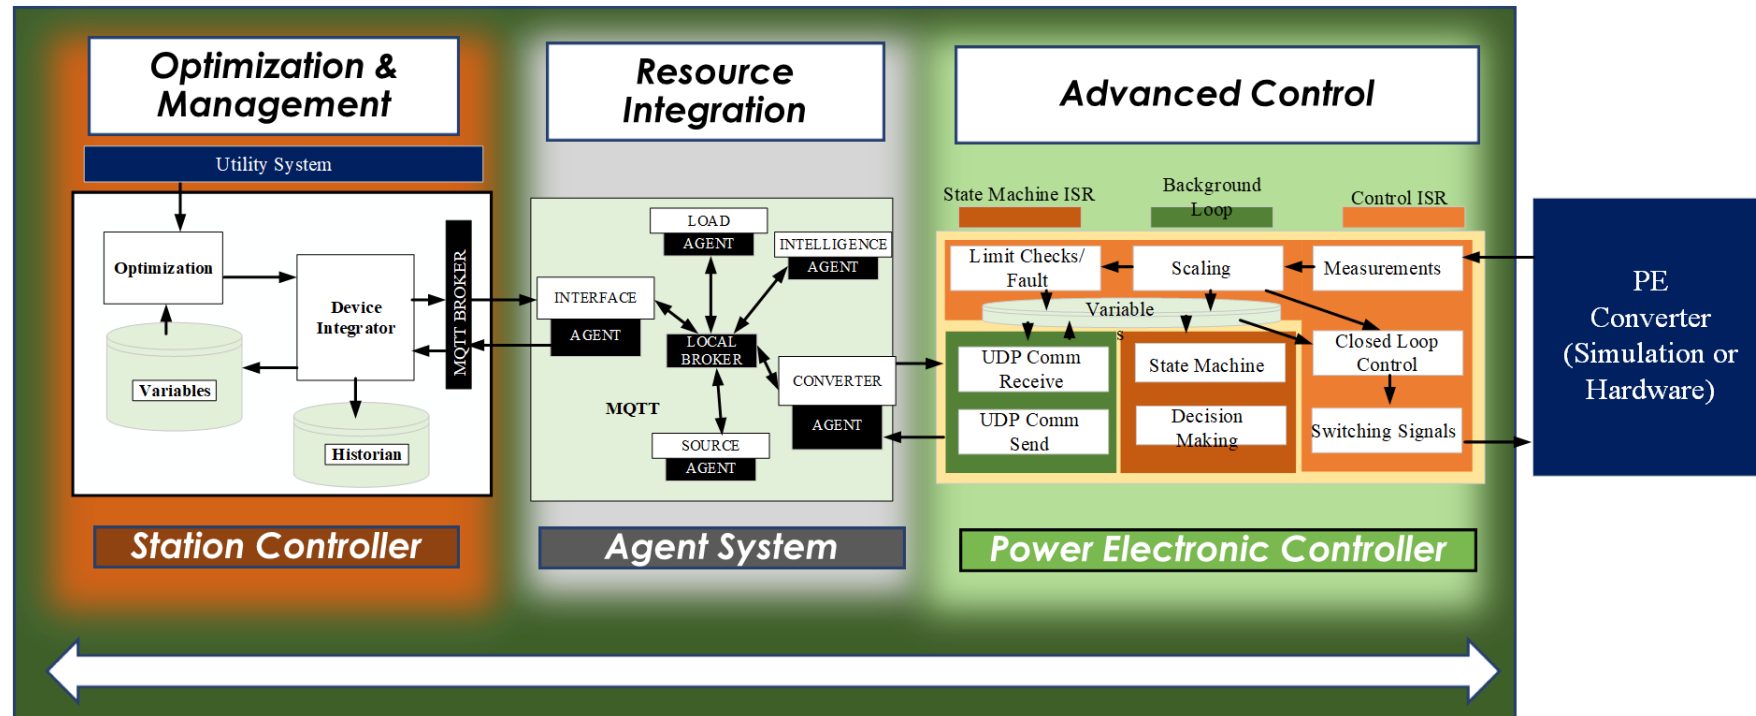 Optimization &
Management
Utility System
Optimization
Device
Integrator
Variables
Historian
MQTT BROKER
Station Controller
Resource
Integration
LOAD
AGENT
INTELLIGENCE
AGENT
INTERFACE
AGENT
LOCAL
BROKER
CONVERTER
AGENT
MQTT
SOURCE
AGENT
Agent System
Advanced Control
State Machine ISR
Background
Loop
Control ISR
Limit Checks/
Fault
Scaling
Measurements
Variable
s
UDP Comm
Receive
State Machine
Closed Loop
Control
UDP Comm
Send
Decision
Making
Switching Signals
Power Electronic Controller
PE
Converter
(Simulation or
Hardware)